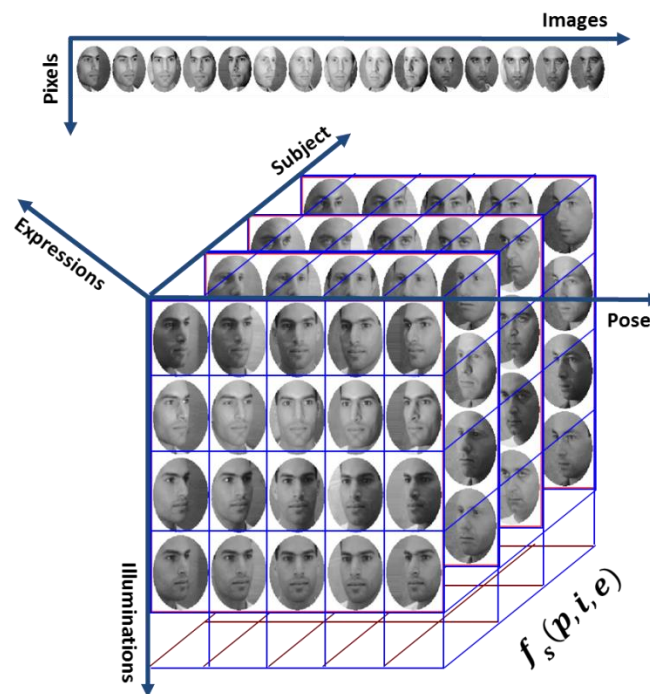 Images
Pixels
Subject
Expressions
Pose
Illuminations
f_s(p,i,e)